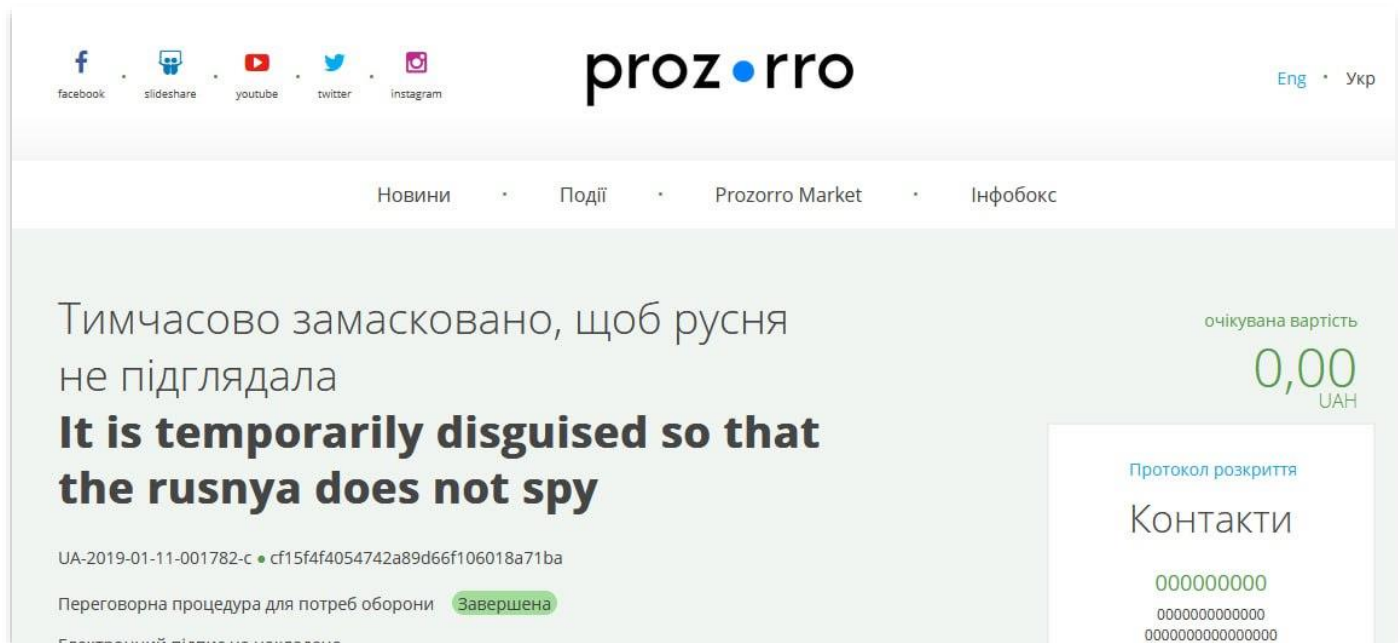 facebook · slideshare · youtube · twitter · instagram
proz•rro
Eng · Укр
Новини · Події · Prozorro Market · Інфобокс
Тимчасово замасковано, щоб русня
не підглядала
It is temporarily disguised so that
the rusnya does not spy
UA-2019-01-11-001782-c • cf15f4f4054742a89d66f106018a71ba
Переговорна процедура для потреб оборони Завершена
очікувана вартість
0,00
UAH
Протокол розкриття
Контакти
000000000
0000000000000
0000000000000000